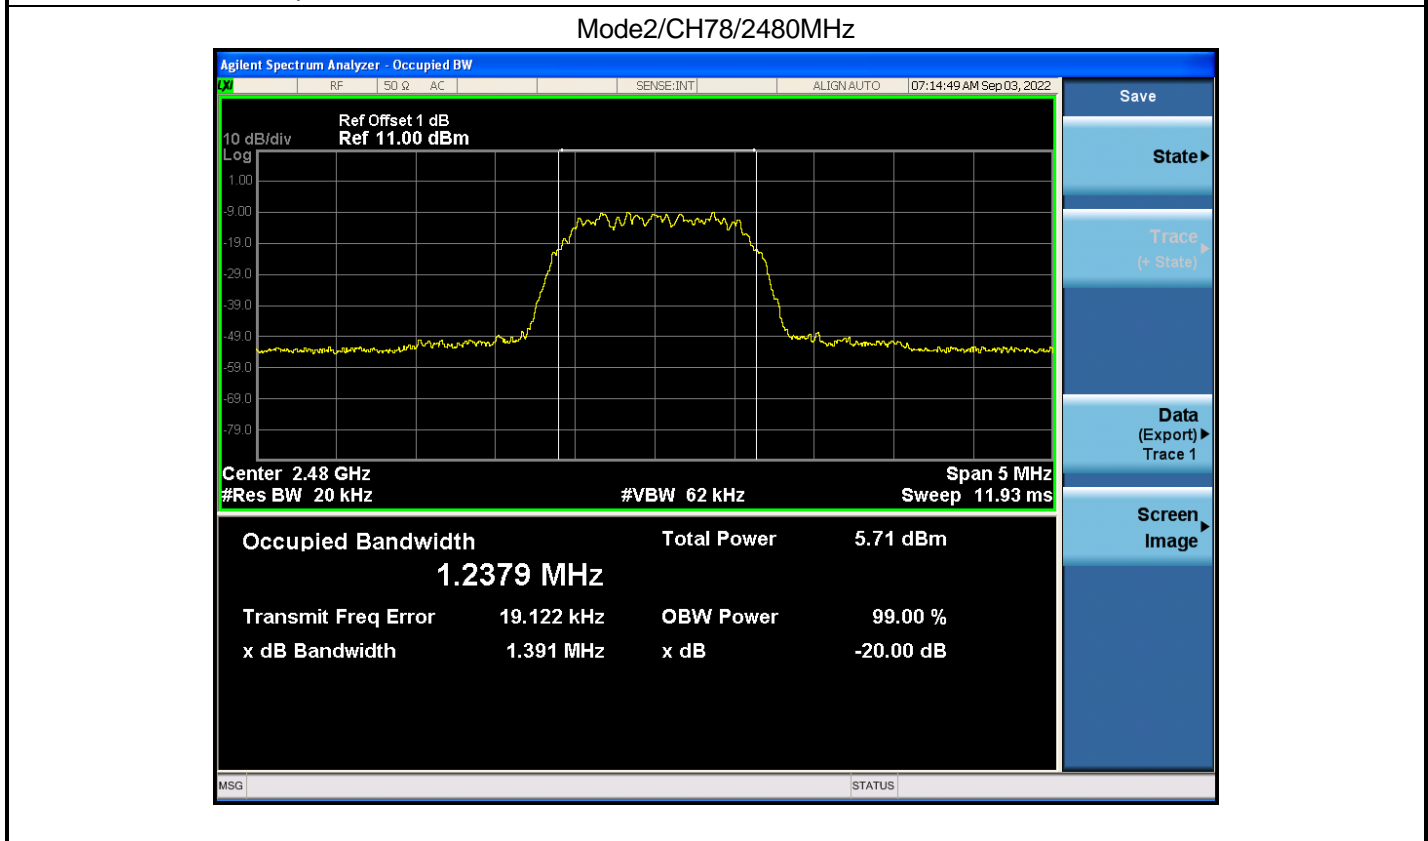 Mode2/CH78/2480MHz
Agilent Spectrum Analyzer - Occupied BW
LXI RF 50 Ω AC SENSE:INT ALIGN AUTO 07:14:49 AM Sep 03, 2022
Ref Offset 1 dB
10 dB/div Ref 11.00 dBm
Log
1.00
-9.00
-19.0
-29.0
-39.0
-49.0
-59.0
-69.0
-79.0
Center 2.48 GHz Span 5 MHz
#Res BW 20 kHz #VBW 62 kHz Sweep 11.93 ms
Occupied Bandwidth Total Power 5.71 dBm
1.2379 MHz
Transmit Freq Error 19.122 kHz OBW Power 99.00 %
x dB Bandwidth 1.391 MHz x dB -20.00 dB
MSG STATUS
Save
State
Trace
(+ State)
Data
(Export)
Trace 1
Screen
Image